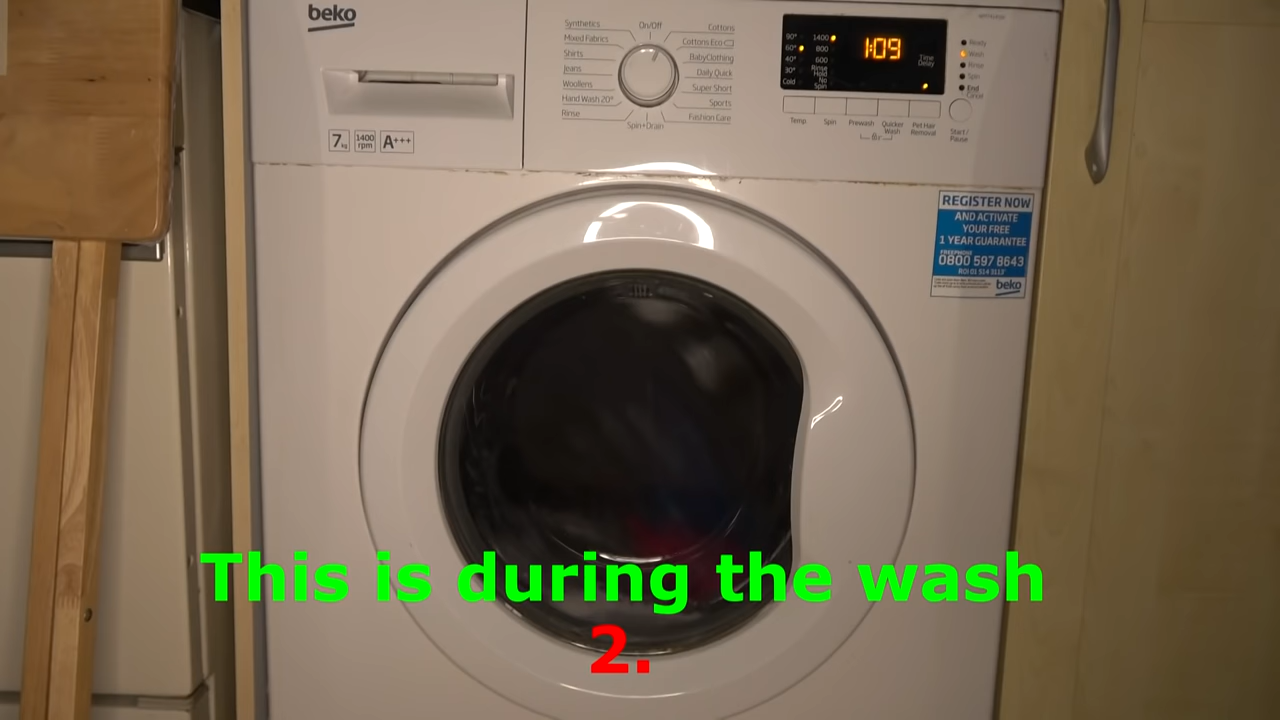 beko
7kg
1400 rpm
A+++
Synthetics
Mixed Fabrics
Shirts
Jeans
Woollens
Hand Wash 20°
Rinse
On/Off
Spin+Drain
Cottons
Cottons Eco
BabyClothing
Daily Quick
Super Short
Sports
Fashion Care
90°
60°
40°
30°
Cold
1400
800
600
Rinse Hold
No Spin
1:09
Time Delay
Ready
Wash
Rinse
Spin
End
Temp.
Spin
Prewash
Quicker Wash
Pet Hair Removal
Start/ Pause
REGISTER NOW
AND ACTIVATE
YOUR FREE
1 YEAR GUARANTEE
FREEPHONE
0800 597 8643
beko
This is during the wash
2.